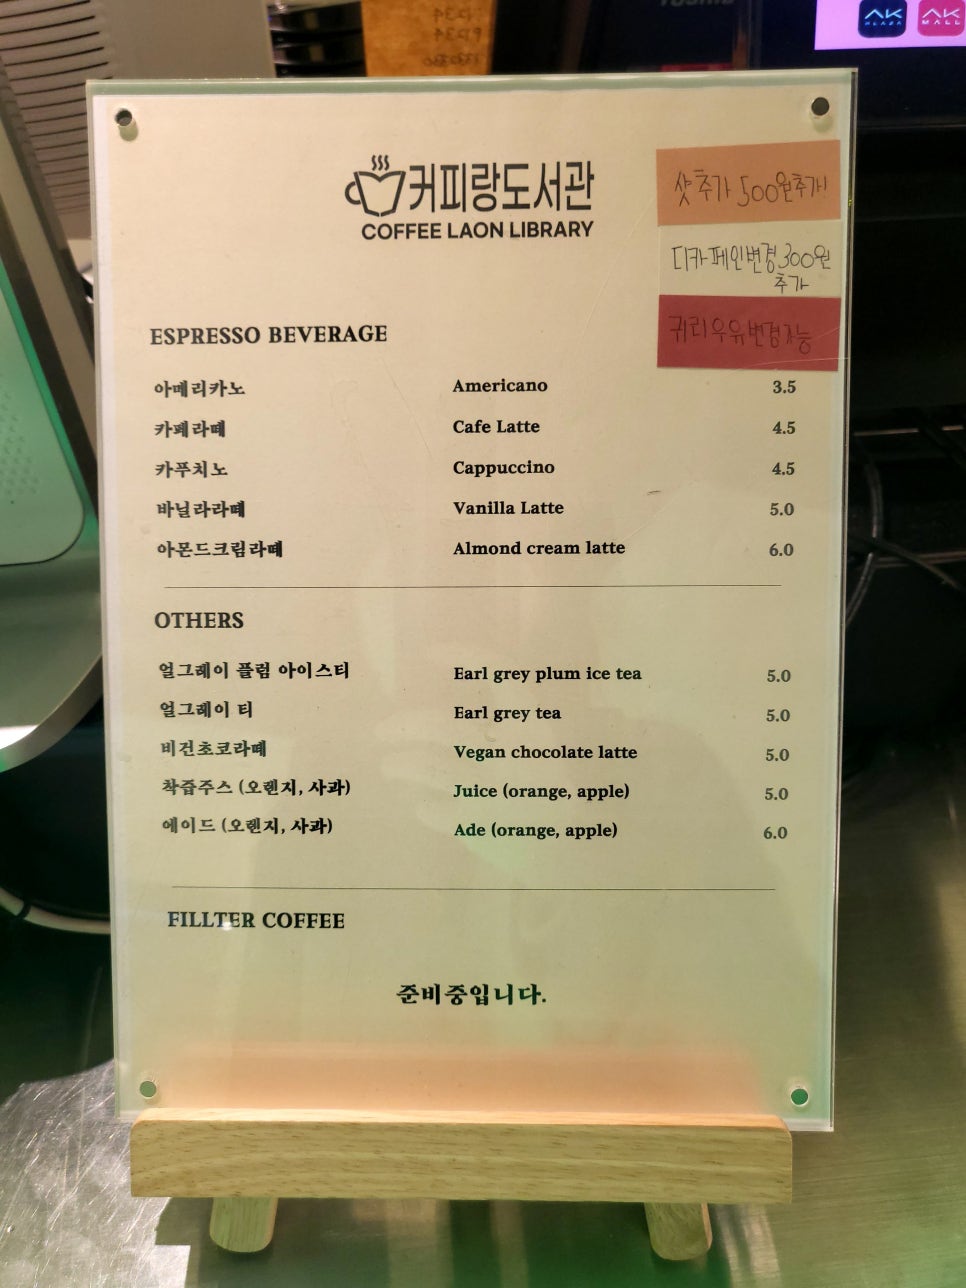 AK
PLAZA
AK
MALL
커피랑도서관
COFFEE LAON LIBRARY
샷추가 500원추가!
디카페인변경300원
추가
귀리우유변경가능
ESPRESSO BEVERAGE
아메리카노 Americano 3.5
카페라떼 Cafe Latte 4.5
카푸치노 Cappuccino 4.5
바닐라라떼 Vanilla Latte 5.0
아몬드크림라떼 Almond cream latte 6.0
OTHERS
얼그레이 플럼 아이스티 Earl grey plum ice tea 5.0
얼그레이 티 Earl grey tea 5.0
비건초코라떼 Vegan chocolate latte 5.0
착즙주스 (오렌지, 사과) Juice (orange, apple) 5.0
에이드 (오렌지, 사과) Ade (orange, apple) 6.0
FILLTER COFFEE
준비중입니다.